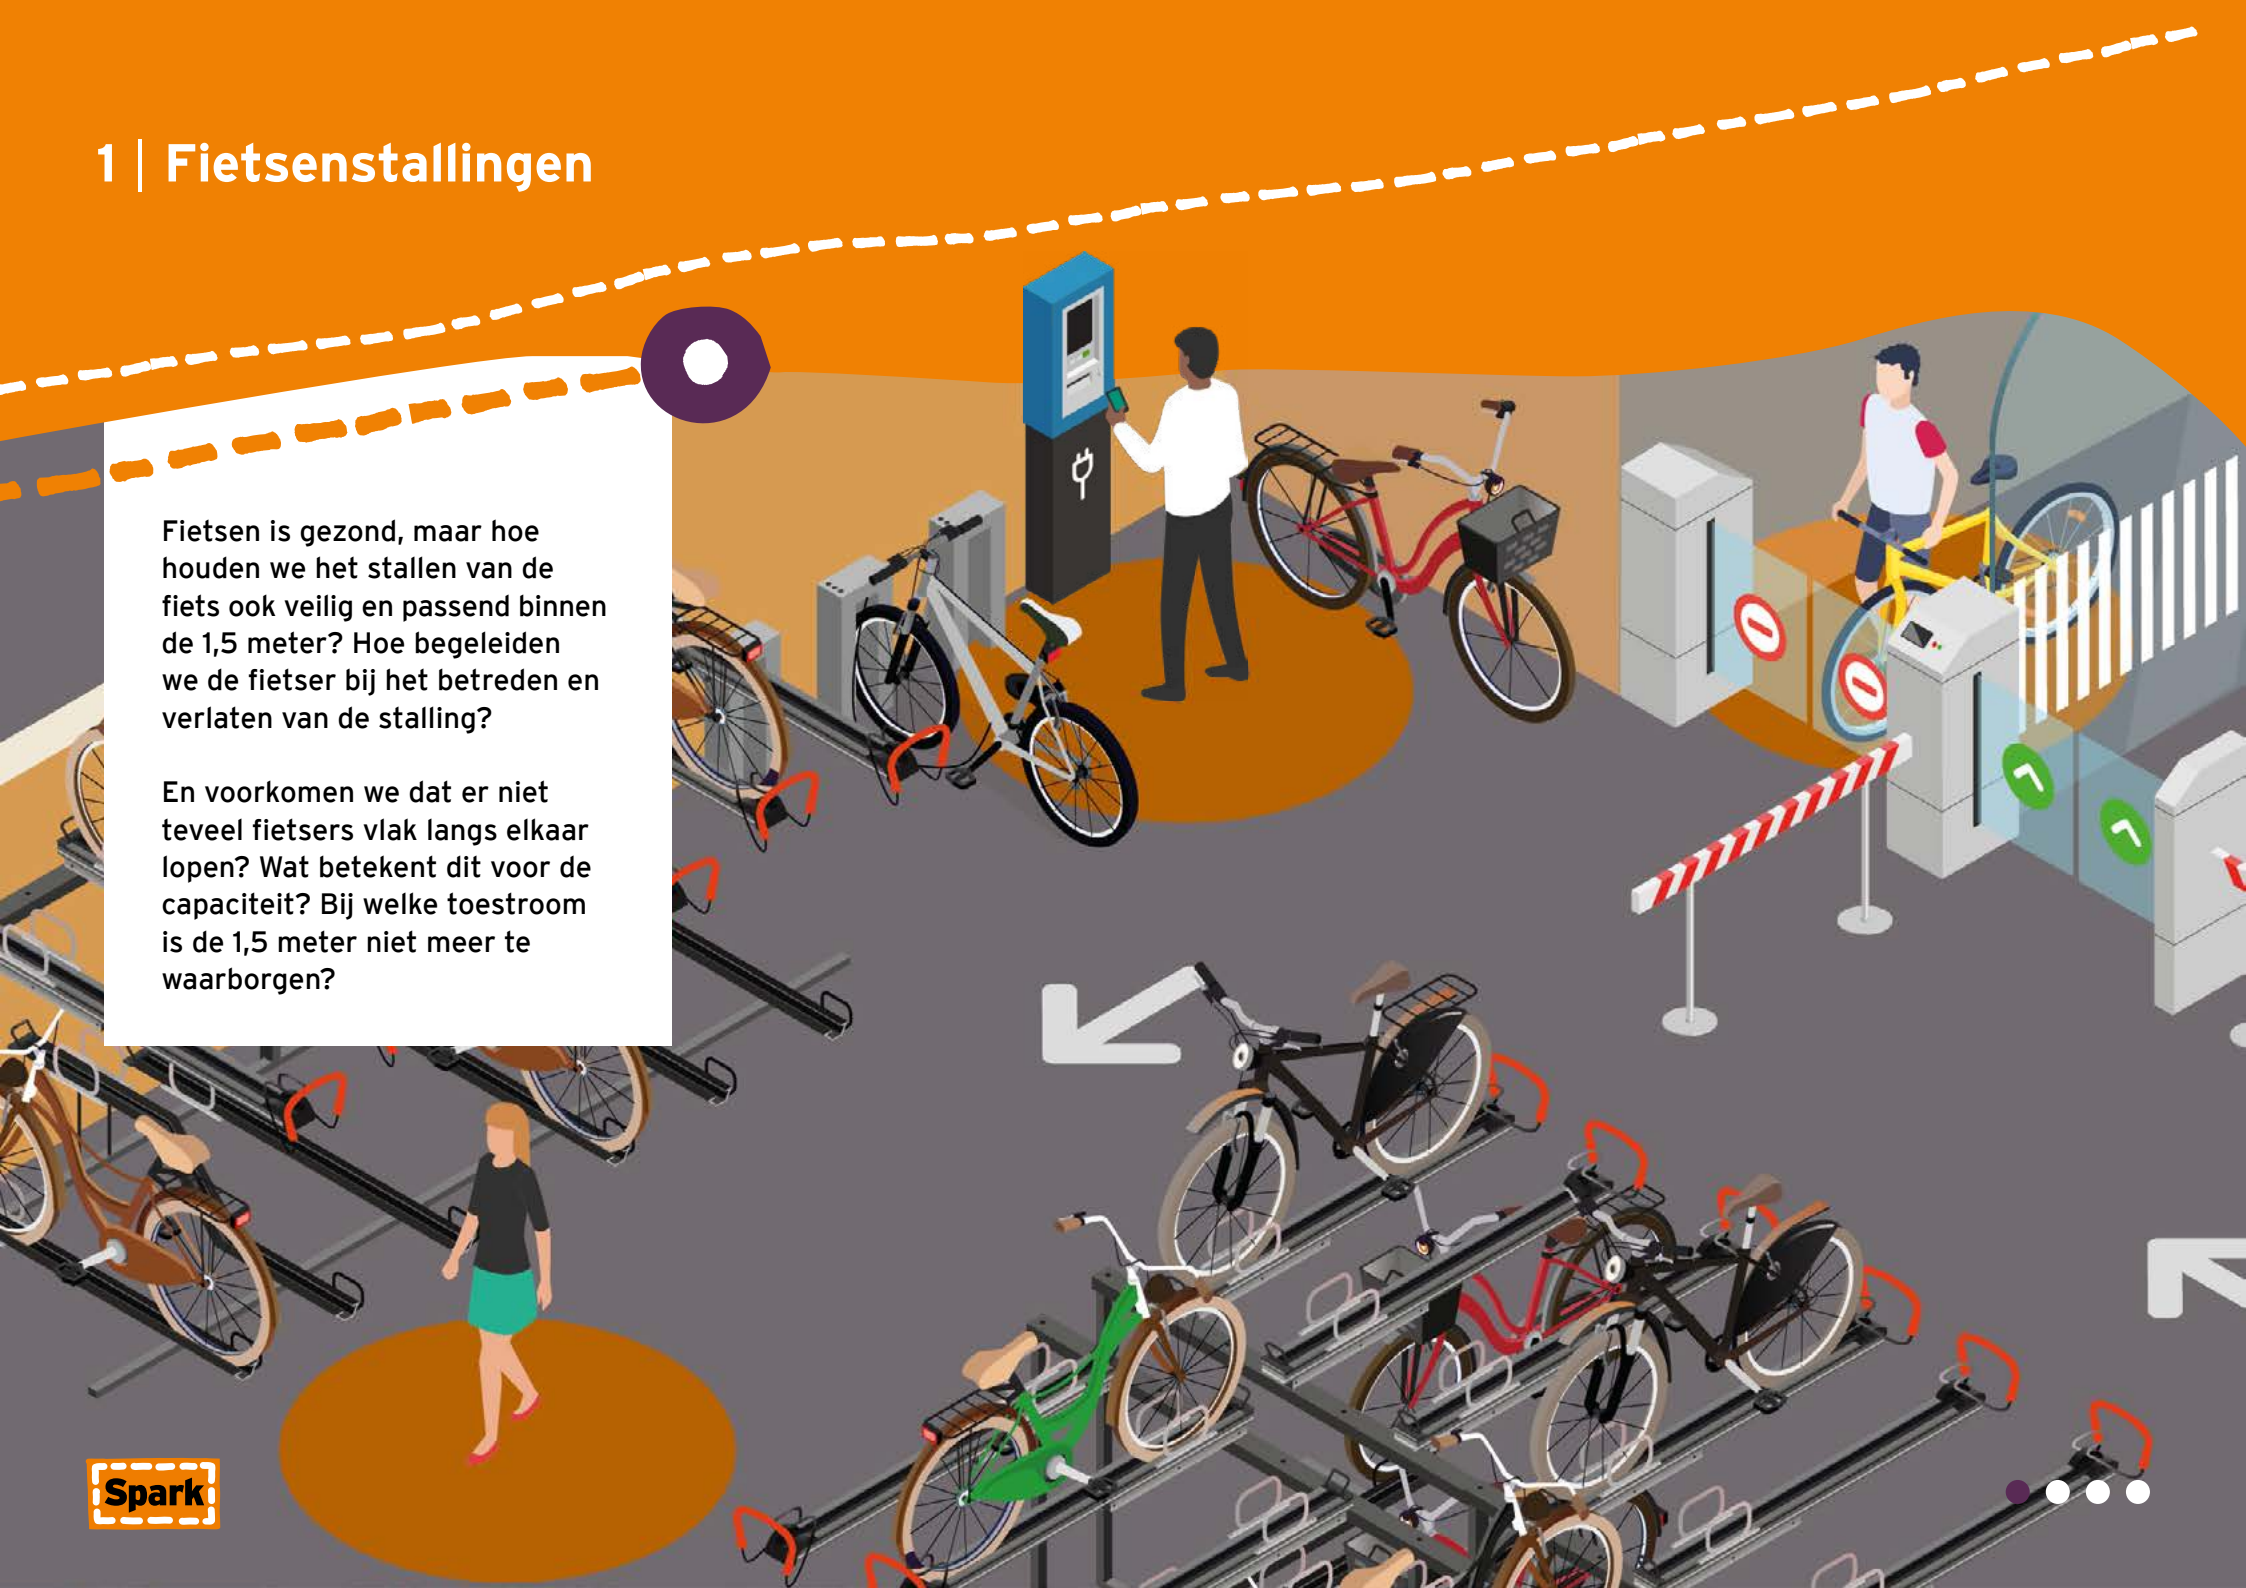 1 | Fietsenstallingen
Fietsen is gezond, maar hoe
houden we het stallen van de
fiets ook veilig en passend binnen
de 1,5 meter? Hoe begeleiden
we de fietser bij het betreden en
verlaten van de stalling?
En voorkomen we dat er niet
teveel fietsers vlak langs elkaar
lopen? Wat betekent dit voor de
capaciteit? Bij welke toestroom
is de 1,5 meter niet meer te
waarborgen?
Spark